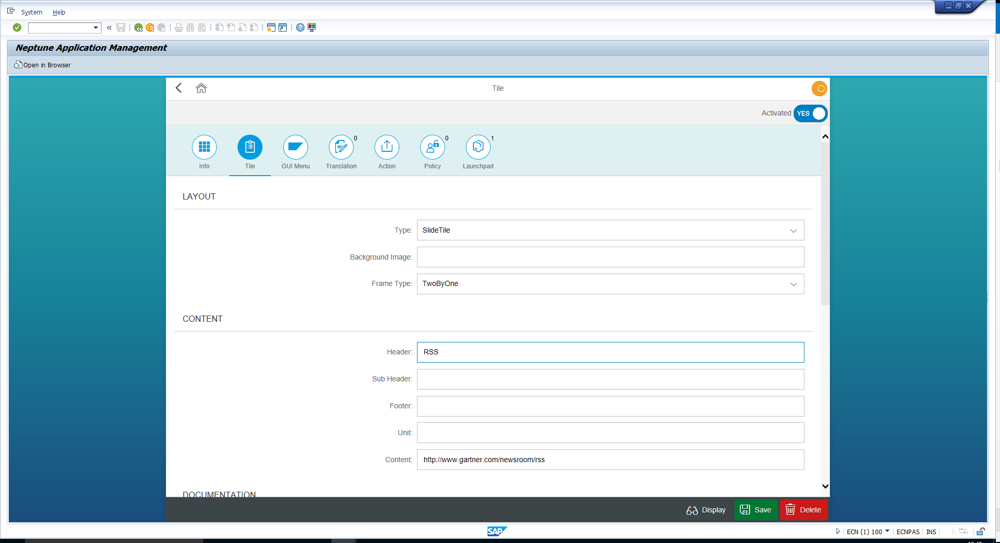 System Help
Neptune Application Management
Open in Browser
Tile
Activated YES
0 0 1
Info Tile GUI Menu Translation Action Policy Launchpad
LAYOUT
Type: SlideTile
Background Image:
Frame Type: TwoByOne
CONTENT
Header: RSS
Sub Header:
Footer:
Unit:
Content: http://www.gartner.com/newsroom/rss
DOCUMENTATION
Display Save Delete
SAP ECN (1) 100 ECNPAS INS